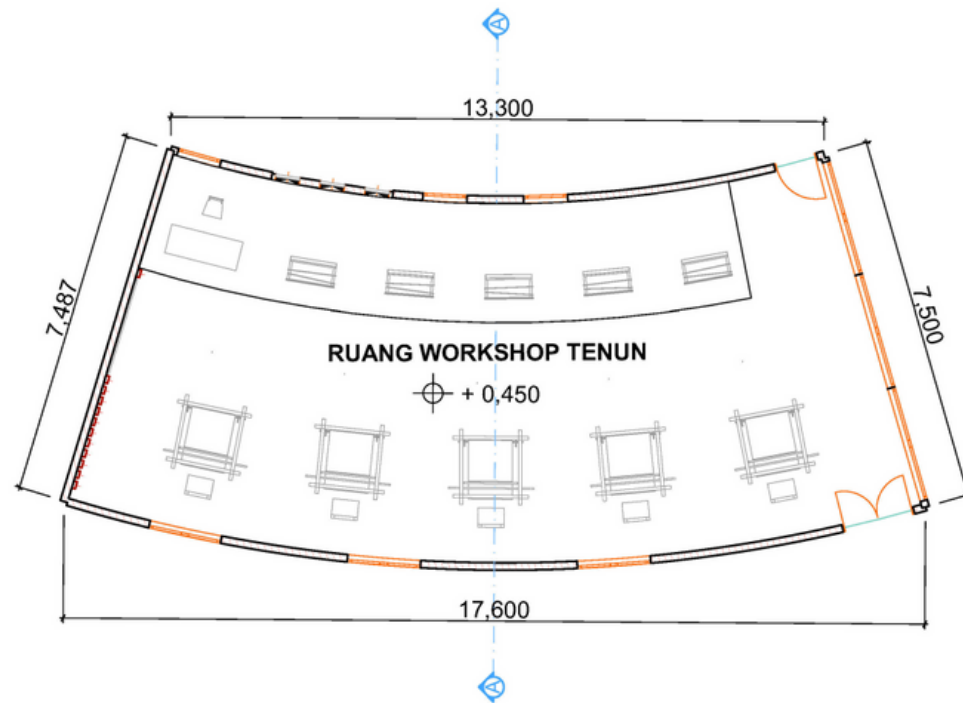 A
13,300
7,487
7,500
RUANG WORKSHOP TENUN
+ 0,450
17,600
A